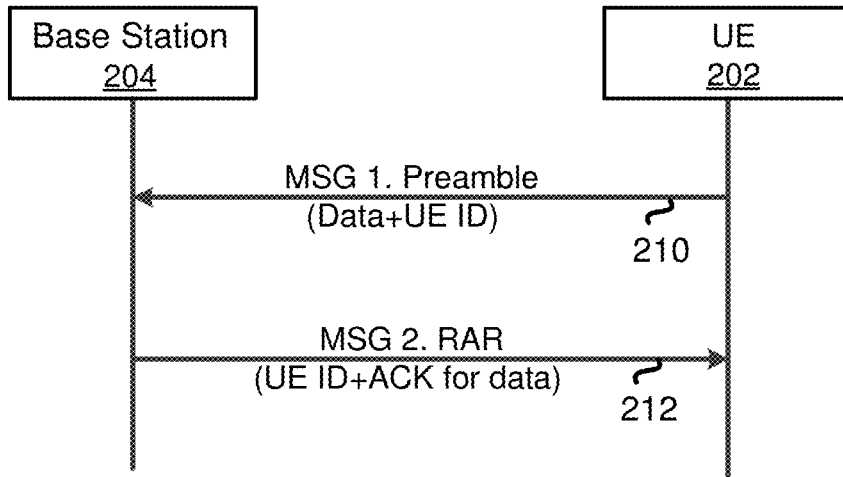 Base Station
204
UE
202
MSG 1. Preamble
(Data+UE ID)
210
MSG 2. RAR
(UE ID+ACK for data)
212